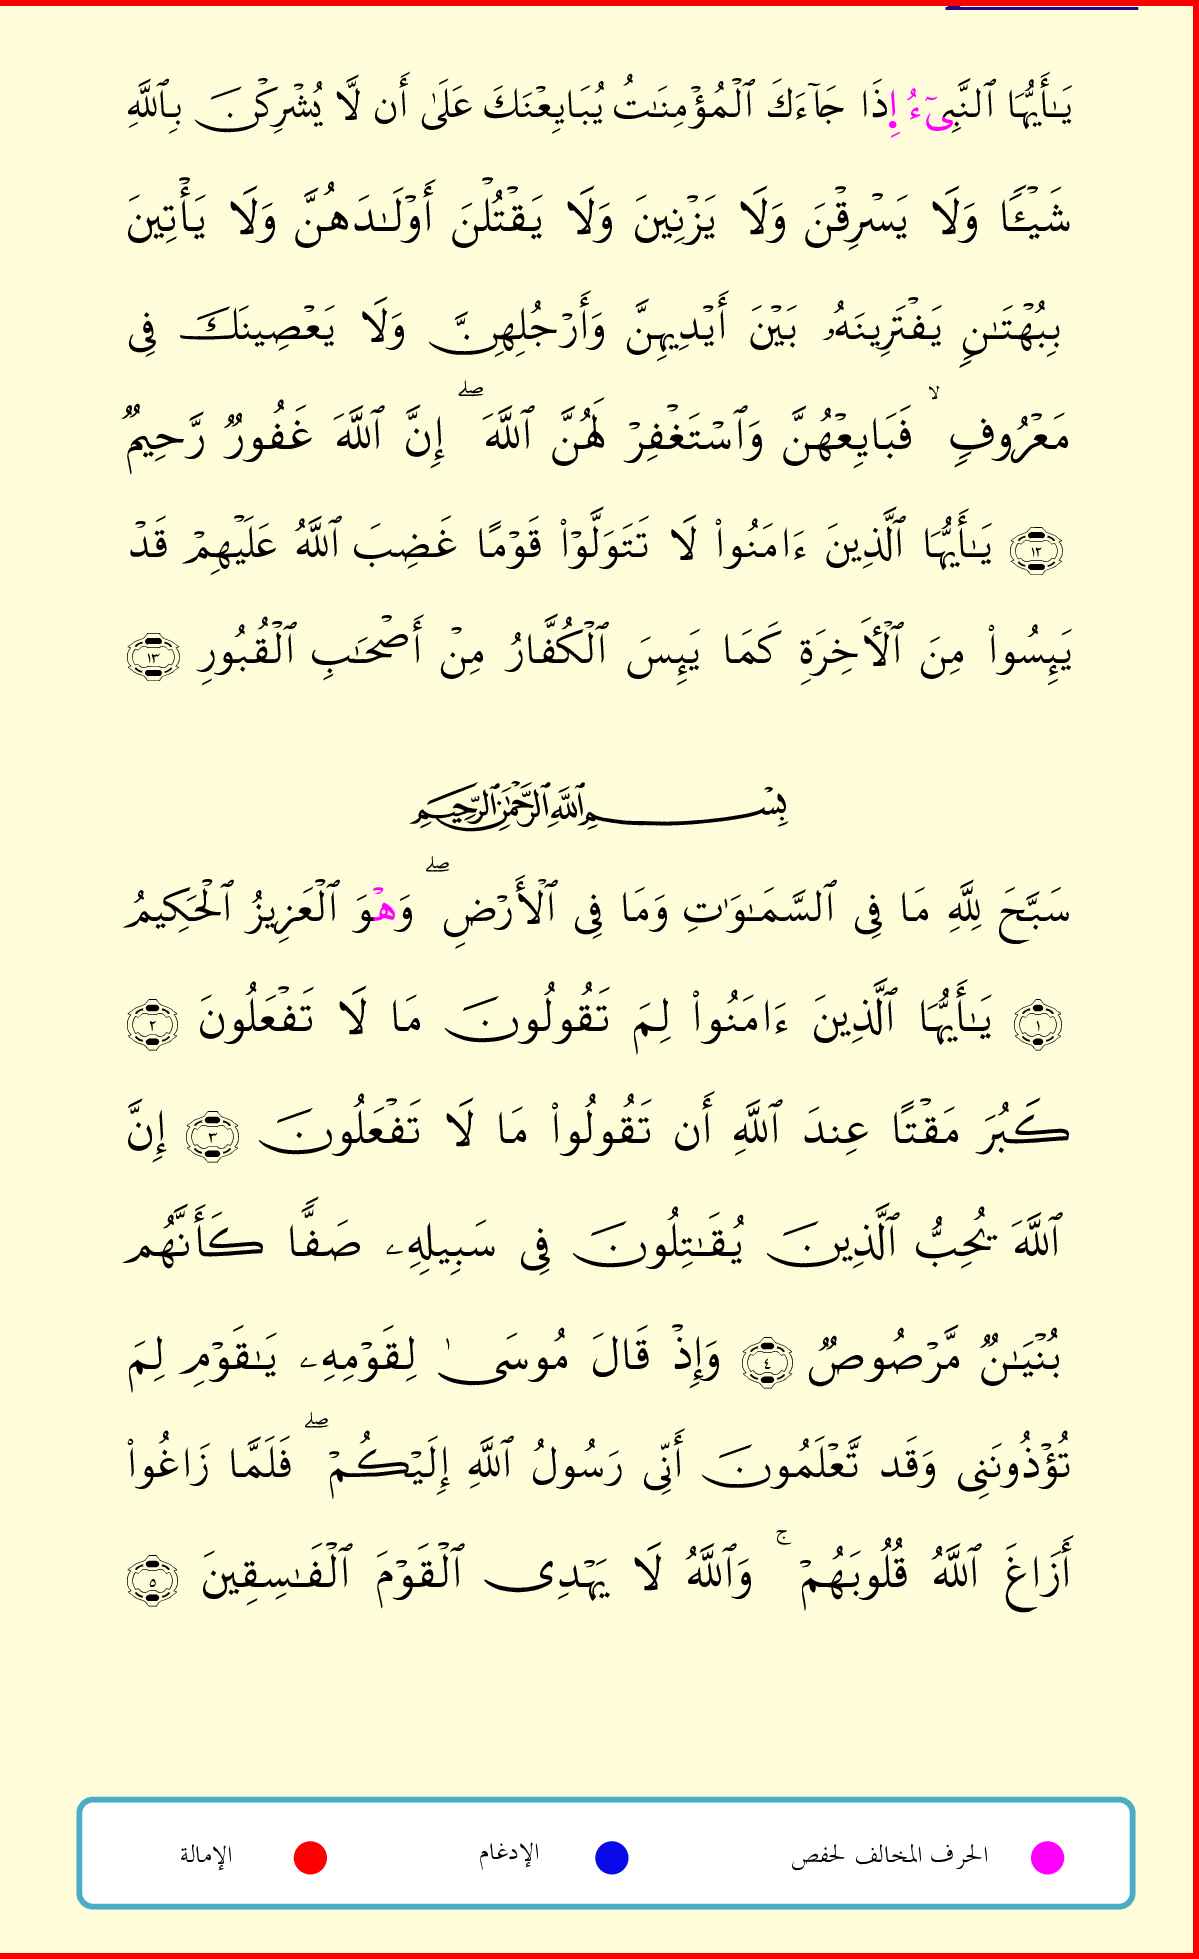 يَـٰٓأَيُّهَا ٱلنَّبِىٓءُ إِذَا جَآءَكَ ٱلْمُؤْمِنَـٰتُ يُبَايِعْنَكَ عَلَىٰٓ أَن لَّا يُشْرِكْنَ بِٱللَّهِ
شَيْـًٔا وَلَا يَسْرِقْنَ وَلَا يَزْنِينَ وَلَا يَقْتُلْنَ أَوْلَـٰدَهُنَّ وَلَا يَأْتِينَ
بِبُهْتَـٰنٍ يَفْتَرِينَهُۥ بَيْنَ أَيْدِيهِنَّ وَأَرْجُلِهِنَّ وَلَا يَعْصِينَكَ فِى
مَعْرُوفٍ ۙ فَبَايِعْهُنَّ وَٱسْتَغْفِرْ لَهُنَّ ٱللَّهَ ۖ إِنَّ ٱللَّهَ غَفُورٌ رَّحِيمٌ
١٢ يَـٰٓأَيُّهَا ٱلَّذِينَ ءَامَنُوا۟ لَا تَتَوَلَّوْا۟ قَوْمًا غَضِبَ ٱللَّهُ عَلَيْهِمْ قَدْ
يَئِسُوا۟ مِنَ ٱلْـَٔاخِرَةِ كَمَا يَئِسَ ٱلْكُفَّارُ مِنْ أَصْحَـٰبِ ٱلْقُبُورِ ١٣
بِسْمِ ٱللَّهِ ٱلرَّحْمَـٰنِ ٱلرَّحِيمِ
سَبَّحَ لِلَّهِ مَا فِى ٱلسَّمَـٰوَٰتِ وَمَا فِى ٱلْأَرْضِ ۖ وَهْوَ ٱلْعَزِيزُ ٱلْحَكِيمُ
١ يَـٰٓأَيُّهَا ٱلَّذِينَ ءَامَنُوا۟ لِمَ تَقُولُونَ مَا لَا تَفْعَلُونَ ٢
كَبُرَ مَقْتًا عِندَ ٱللَّهِ أَن تَقُولُوا۟ مَا لَا تَفْعَلُونَ ٣ إِنَّ
ٱللَّهَ يُحِبُّ ٱلَّذِينَ يُقَـٰتِلُونَ فِى سَبِيلِهِۦ صَفًّا كَأَنَّهُم
بُنْيَـٰنٌ مَّرْصُوصٌ ٤ وَإِذْ قَالَ مُوسَىٰ لِقَوْمِهِۦ يَـٰقَوْمِ لِمَ
تُؤْذُونَنِى وَقَد تَّعْلَمُونَ أَنِّى رَسُولُ ٱللَّهِ إِلَيْكُمْ ۖ فَلَمَّا زَاغُوٓا۟
أَزَاغَ ٱللَّهُ قُلُوبَهُمْ ۚ وَٱللَّهُ لَا يَهْدِى ٱلْقَوْمَ ٱلْفَـٰسِقِينَ ٥
الحرف المخالف لحفص الإدغام الإمالة